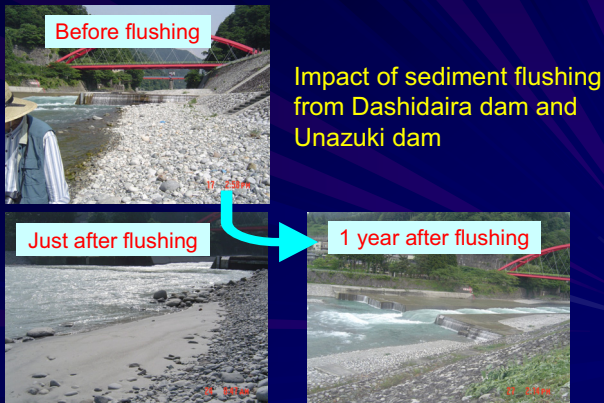 Before flushing
Impact of sediment flushing
from Dashidaira dam and
Unazuki dam
Just after flushing
1 year after flushing